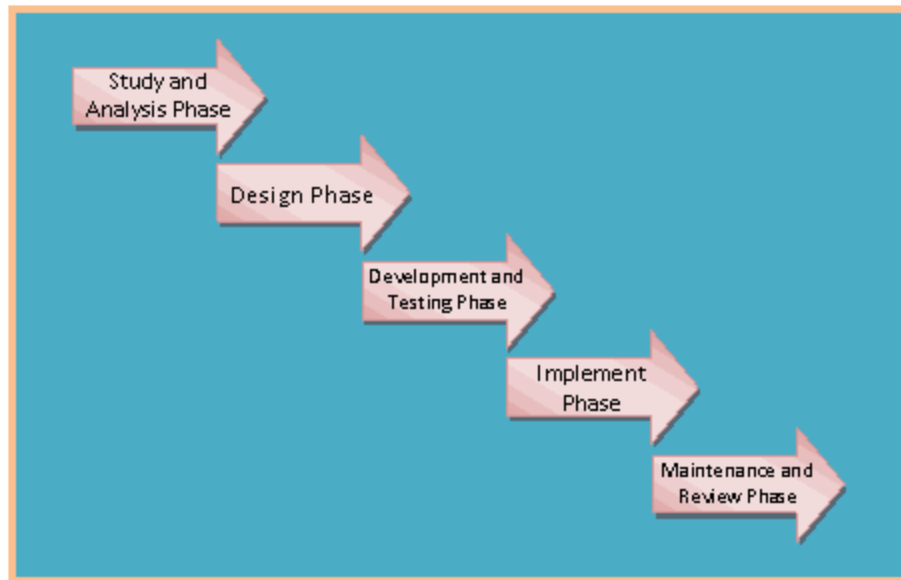 Study and
Analysis Phase
Design Phase
Development and
Testing Phase
Implement
Phase
Maintenance and
Review Phase